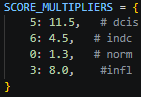 SCORE_MULTIPLIERS = {
5: 11.5, # dcis
6: 4.5, # indc
0: 1.3, # norm
3: 8.0, #infl
}